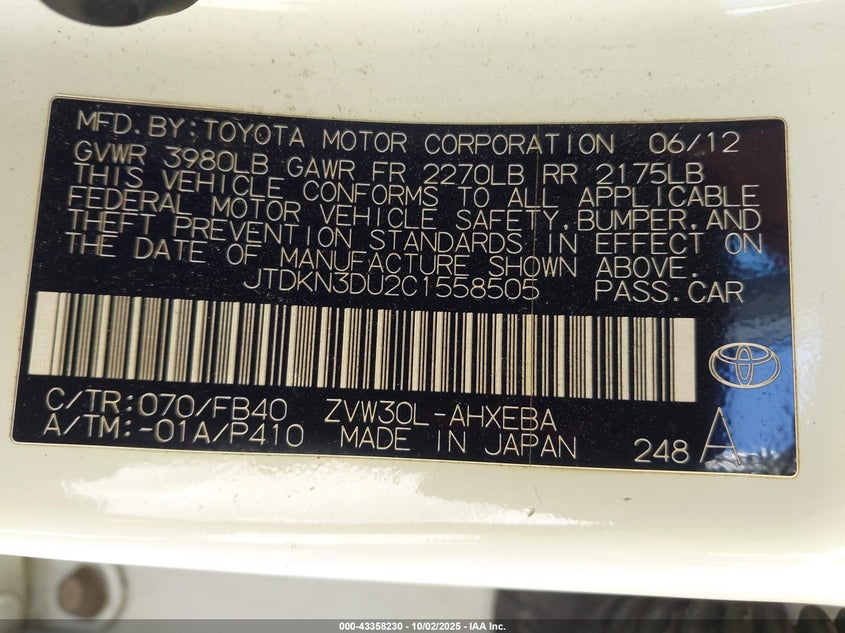 MFD. BY: TOYOTA MOTOR CORPORATION 06/12
GVWR 3980LB GAWR FR 2270LB RR 2175LB
THIS VEHICLE CONFORMS TO ALL APPLICABLE
FEDERAL MOTOR VEHICLE SAFETY, BUMPER, AND
THEFT PREVENTION STANDARDS IN EFFECT ON
THE DATE OF MANUFACTURE SHOWN ABOVE.
JTDKN3DU2C1558505 PASS. CAR
C/TR: 070/FB40 ZVW30L-AHXEBA
A/TM: -01A/P410 MADE IN JAPAN 248 A
000-43358230 - 10/02/2025 - IAA Inc.